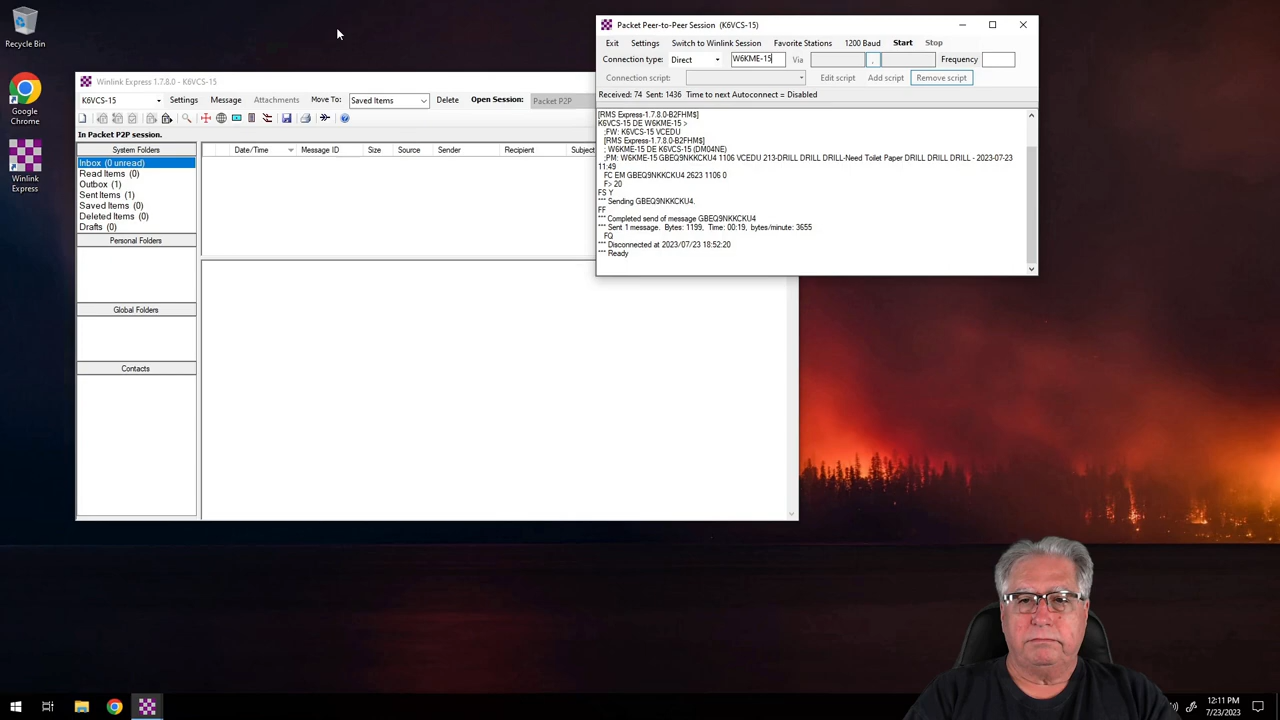 Recycle Bin
Google Chrome
Winlink Express
Winlink Express 1.7.8.0 - K6VCS-15
K6VCS-15 Settings Message Attachments Move To: Saved Items Delete Open Session: Packet P2P
In Packet P2P session.
System Folders
Inbox (0 unread)
Read Items (0)
Outbox (1)
Sent Items (1)
Saved Items (0)
Deleted Items (0)
Drafts (0)
Personal Folders
Global Folders
Contacts
Date/Time Message ID Size Source Sender Recipient Subject
Packet Peer-to-Peer Session (K6VCS-15)
Exit Settings Switch to Winlink Session Favorite Stations 1200 Baud Start Stop
Connection type: Direct W6KME-15 Via , Frequency
Connection script: Edit script Add script Remove script
Received: 74 Sent: 1436 Time to next Autoconnect = Disabled
[RMS Express-1.7.8.0-B2FHM$]
K6VCS-15 DE W6KME-15 >
;FW: K6VCS-15 VCEDU
[RMS Express-1.7.8.0-B2FHM$]
; W6KME-15 DE K6VCS-15 (DM04NE)
;PM: W6KME-15 GBEQ9NKKCKU4 1106 VCEDU 213-DRILL DRILL DRILL-Need Toilet Paper DRILL DRILL DRILL - 2023-07-23
11:49
FC EM GBEQ9NKKCKU4 2623 1106 0
F> 20
FS Y
*** Sending GBEQ9NKKCKU4.
FF
*** Completed send of message GBEQ9NKKCKU4
*** Sent 1 message. Bytes: 1199, Time: 00:19, bytes/minute: 3655
FQ
*** Disconnected at 2023/07/23 18:52:20
*** Ready
12:11 PM
7/23/2023